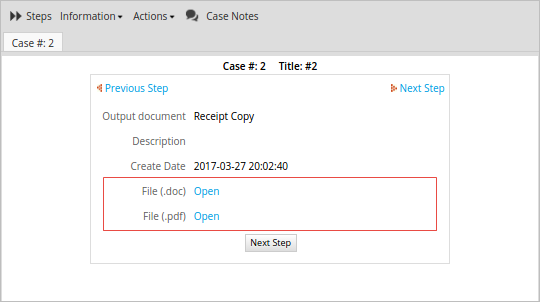 Steps Information Actions Case Notes
Case #: 2
Case #: 2 Title: #2
Previous Step Next Step
Output document Receipt Copy
Description
Create Date 2017-03-27 20:02:40
File (.doc) Open
File (.pdf) Open
Next Step